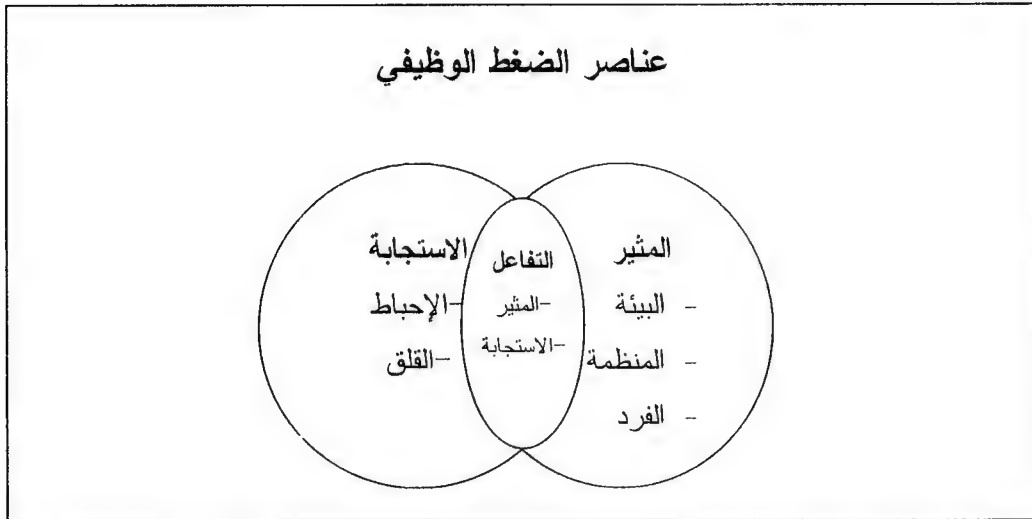 عناصر الضغط الوظيفي
المثير
- البيئة
- المنظمة
- الفرد
التفاعل
-المثير
-الاستجابة
الاستجابة
-الإحباط
-القلق